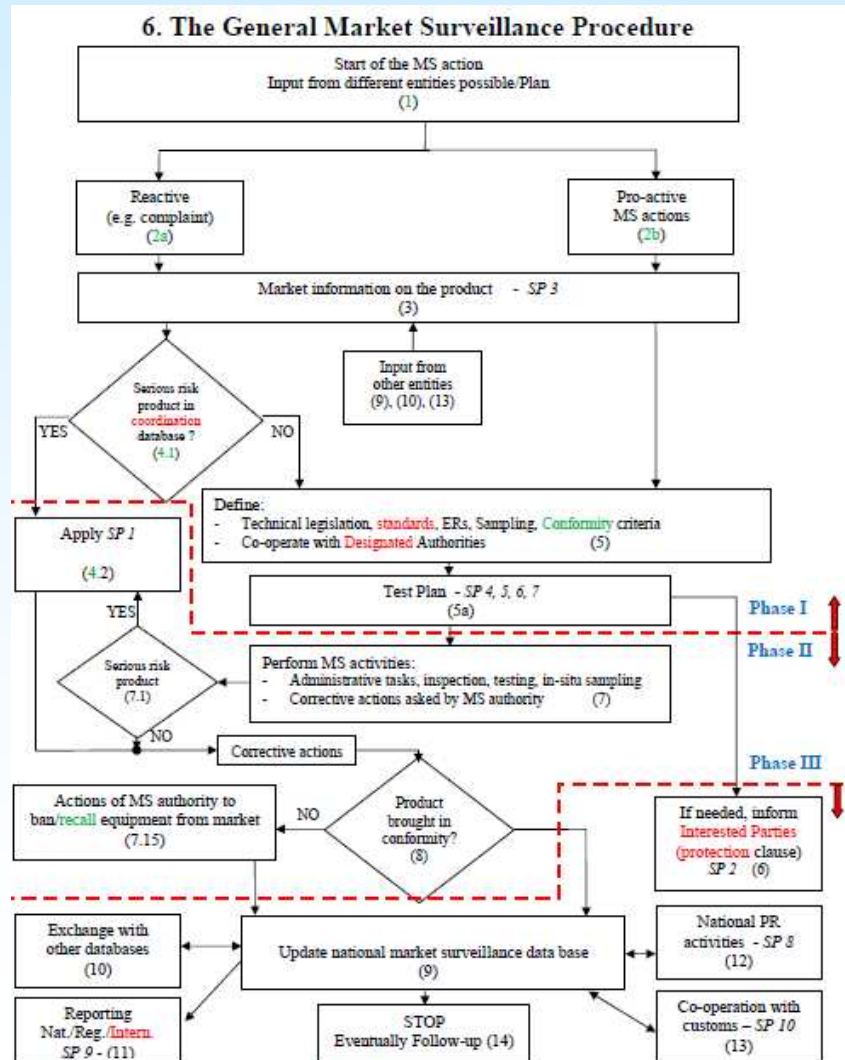 6. The General Market Surveillance Procedure
Start of the MS action
Input from different entities possible/Plan
(1)
Reactive
(e.g. complaint)
(2a)
Pro-active
MS actions
(2b)
Market information on the product - SP 3
(3)
Input from
other entities
(9), (10), (13)
Serious risk
product in
coordination
database ?
(4.1)
YES
NO
Define:
- Technical legislation, standards, ERs, Sampling, Conformity criteria
- Co-operate with Designated Authorities (5)
Apply SP 1
(4.2)
Test Plan - SP 4, 5, 6, 7
(5a)
Phase I
YES
Phase II
Serious risk
product
(7.1)
Perform MS activities:
- Administrative tasks, inspection, testing, in-situ sampling
- Corrective actions asked by MS authority (7)
NO
Corrective actions
Phase III
Actions of MS authority to
ban/recall equipment from market
(7.15)
NO
Product
brought in
conformity?
(8)
If needed, inform
Interested Parties
(protection clause)
SP 2 (6)
Exchange with
other databases
(10)
Update national market surveillance data base
(9)
National PR
activities - SP 8
(12)
Reporting
Nat./Reg./Intern.
SP 9 - (11)
STOP
Eventually Follow-up (14)
Co-operation with
customs – SP 10
(13)